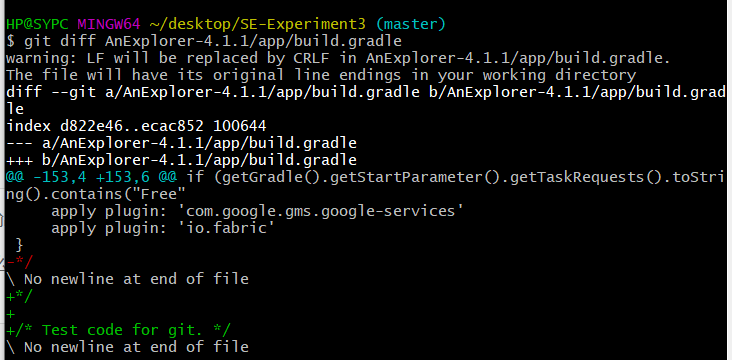 HP@SYPC MINGW64 ~/desktop/SE-Experiment3 (master)
$ git diff AnExplorer-4.1.1/app/build.gradle
warning: LF will be replaced by CRLF in AnExplorer-4.1.1/app/build.gradle.
The file will have its original line endings in your working directory
diff --git a/AnExplorer-4.1.1/app/build.gradle b/AnExplorer-4.1.1/app/build.grad
le
index d822e46..ecac852 100644
--- a/AnExplorer-4.1.1/app/build.gradle
+++ b/AnExplorer-4.1.1/app/build.gradle
@@ -153,4 +153,6 @@ if (getGradle().getStartParameter().getTaskRequests().toStri
ng().contains("Free"
     apply plugin: 'com.google.gms.google-services'
     apply plugin: 'io.fabric'
 }
-*/
\ No newline at end of file
+*/
+
+/* Test code for git. */
\ No newline at end of file